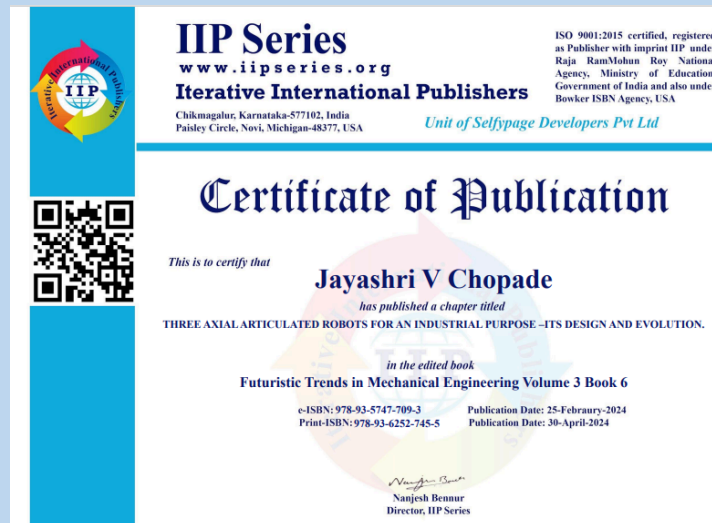 IIP Series
www.iipseries.org
Iterative International Publishers
Chikmagalur, Karnataka-577102, India
Paisley Circle, Novi, Michigan-48377, USA
Unit of Selfypage Developers Pvt Ltd
ISO 9001:2015 certified, registered
as Publisher with imprint IIP unde
Raja RamMohun Roy Nationa
Agency, Ministry of Education
Government of India and also unde
Bowker ISBN Agency, USA
Iterative International Publishers
IIP
Certificate of Publication
This is to certify that
Jayashri V Chopade
has published a chapter titled
THREE AXIAL ARTICULATED ROBOTS FOR AN INDUSTRIAL PURPOSE –ITS DESIGN AND EVOLUTION.
in the edited book
Futuristic Trends in Mechanical Engineering Volume 3 Book 6
e-ISBN: 978-93-5747-709-3 Publication Date: 25-Febraury-2024
Print-ISBN: 978-93-6252-745-5 Publication Date: 30-April-2024
Nanjesh Bennur
Director, IIP Series